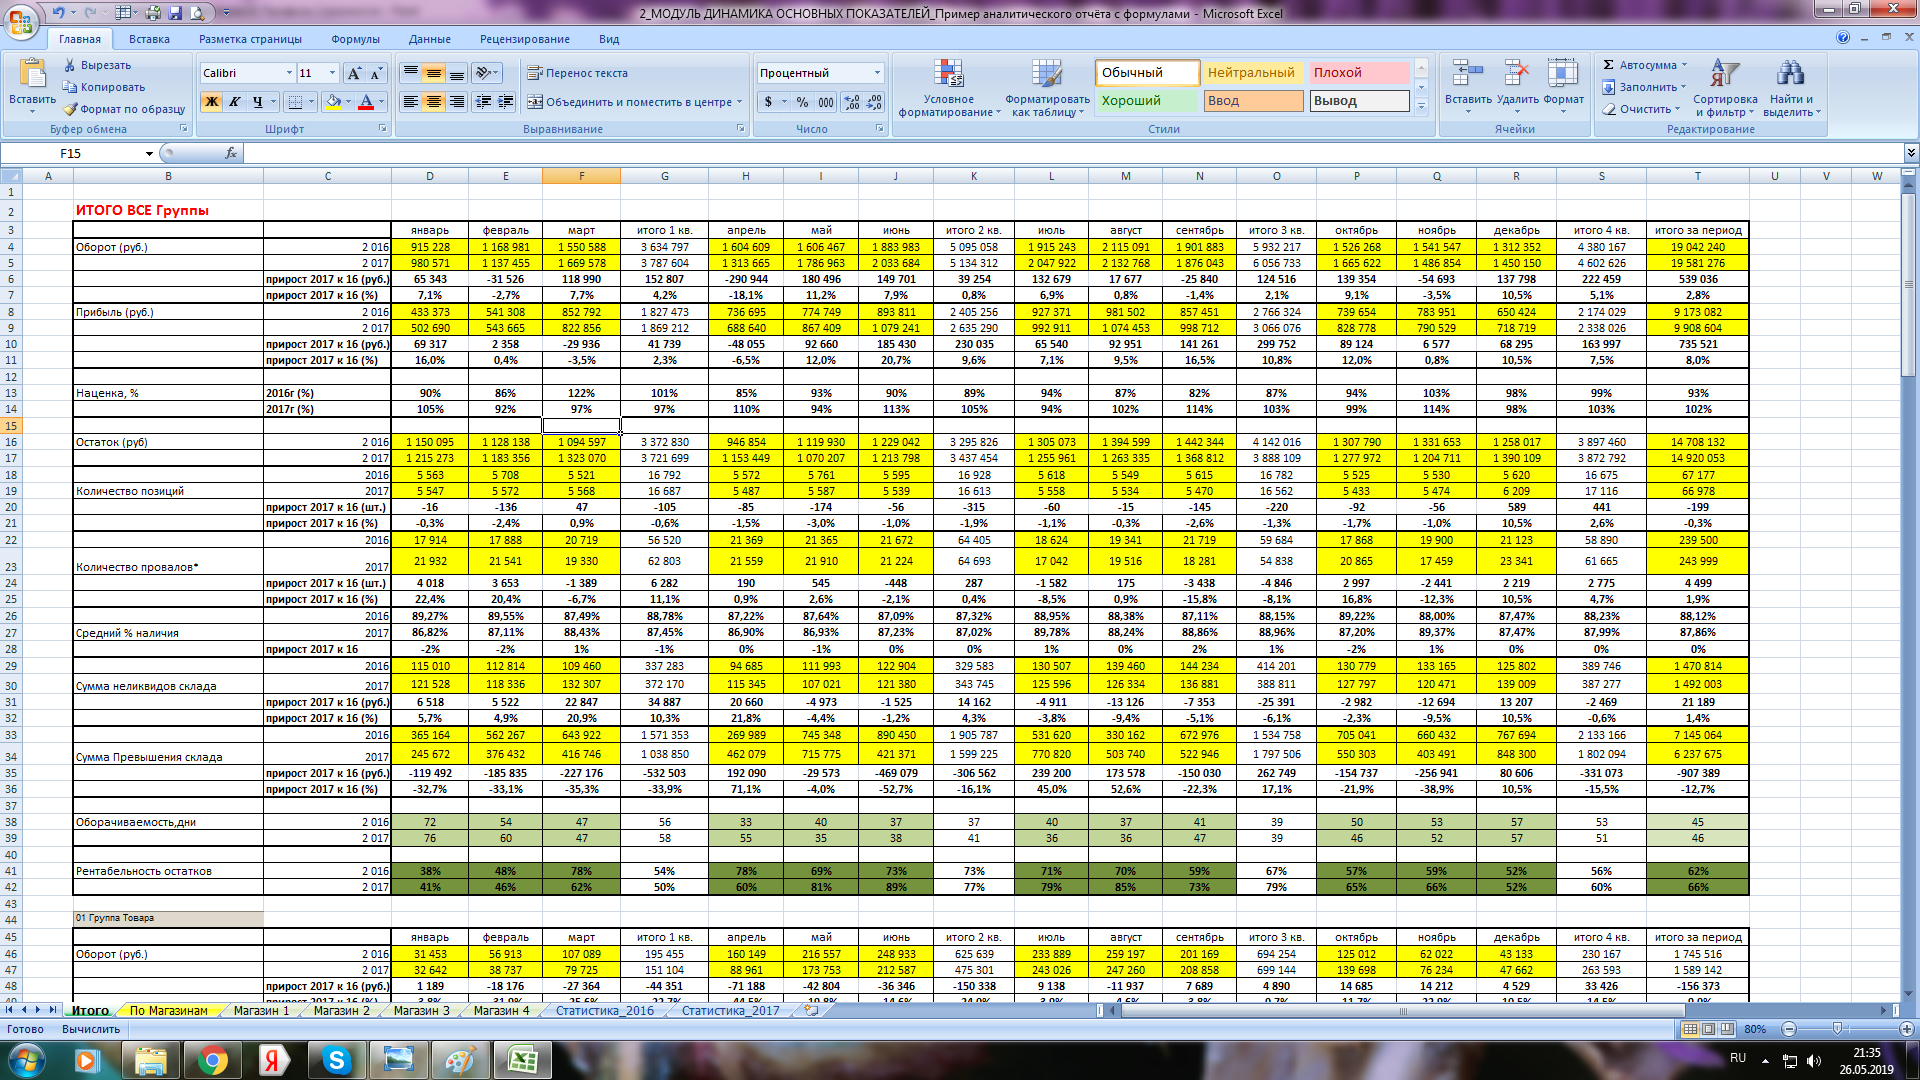 2_МОДУЛЬ ДИНАМИКА ОСНОВНЫХ ПОКАЗАТЕЛЕЙ_Пример аналитического отчёта с формулами - Microsoft Excel
Главная Вставка Разметка страницы Формулы Данные Рецензирование Вид
Вставить Вырезать Копировать Формат по образцу Буфер обмена
Calibri 11 Ж К Ч Шрифт
Перенос текста Объединить и поместить в центре Выравнивание
Процентный $ % 000 Число
Условное форматирование Форматировать как таблицу Обычный Нейтральный Плохой Хороший Ввод Вывод Стили
Вставить Удалить Формат Ячейки
Σ Автосумма Заполнить Очистить Сортировка и фильтр Найти и выделить Редактирование
F15 fx
A B C D E F G H I J K L M N O P Q R S T U V W
1
2 ИТОГО ВСЕ Группы
3 январь февраль март итого 1 кв. апрель май июнь итого 2 кв. июль август сентябрь итого 3 кв. октябрь ноябрь декабрь итого 4 кв. итого за период
4 Оборот (руб.) 2 016 915 228 1 168 981 1 550 588 3 634 797 1 604 609 1 606 467 1 883 983 5 095 058 1 915 243 2 115 091 1 901 883 5 932 217 1 526 268 1 541 547 1 312 352 4 380 167 19 042 240
5 2 017 980 571 1 137 455 1 669 578 3 787 604 1 313 665 1 786 963 2 033 684 5 134 312 2 047 922 2 132 768 1 876 043 6 056 733 1 665 622 1 486 854 1 450 150 4 602 626 19 581 276
6 прирост 2017 к 16 (руб.) 65 343 -31 526 118 990 152 807 -290 944 180 496 149 701 39 254 132 679 17 677 -25 840 124 516 139 354 -54 693 137 798 222 459 539 036
7 прирост 2017 к 16 (%) 7,1% -2,7% 7,7% 4,2% -18,1% 11,2% 7,9% 0,8% 6,9% 0,8% -1,4% 2,1% 9,1% -3,5% 10,5% 5,1% 2,8%
8 Прибыль (руб.) 2 016 433 373 541 308 852 792 1 827 473 736 695 774 749 893 811 2 405 256 927 371 981 502 857 451 2 766 324 739 654 783 951 650 424 2 174 029 9 173 082
9 2 017 502 690 543 665 822 856 1 869 212 688 640 867 409 1 079 241 2 635 290 992 911 1 074 453 998 712 3 066 076 828 778 790 529 718 719 2 338 026 9 908 604
10 прирост 2017 к 16 (руб.) 69 317 2 358 -29 936 41 739 -48 055 92 660 185 430 230 035 65 540 92 951 141 261 299 752 89 124 6 577 68 295 163 997 735 521
11 прирост 2017 к 16 (%) 16,0% 0,4% -3,5% 2,3% -6,5% 12,0% 20,7% 9,6% 7,1% 9,5% 16,5% 10,8% 12,0% 0,8% 10,5% 7,5% 8,0%
12
13 Наценка, % 2016г (%) 90% 86% 122% 101% 85% 93% 90% 89% 94% 87% 82% 87% 94% 103% 98% 99% 93%
14 2017г (%) 105% 92% 97% 97% 110% 94% 113% 105% 94% 102% 114% 103% 99% 114% 98% 103% 102%
15
16 Остаток (руб) 2 016 1 150 095 1 128 138 1 094 597 3 372 830 946 854 1 119 930 1 229 042 3 295 826 1 305 073 1 394 599 1 442 344 4 142 016 1 307 790 1 331 653 1 258 017 3 897 460 14 708 132
17 2 017 1 215 273 1 183 356 1 323 070 3 721 699 1 153 449 1 070 207 1 213 798 3 437 454 1 255 961 1 263 335 1 368 812 3 888 109 1 277 972 1 204 711 1 390 109 3 872 792 14 920 053
18 2016 5 563 5 708 5 521 16 792 5 572 5 761 5 595 16 928 5 618 5 549 5 615 16 782 5 525 5 530 5 620 16 675 67 177
19 Количество позиций 2017 5 547 5 572 5 568 16 687 5 487 5 587 5 539 16 613 5 558 5 534 5 470 16 562 5 433 5 474 6 209 17 116 66 978
20 прирост 2017 к 16 (шт.) -16 -136 47 -105 -85 -174 -56 -315 -60 -15 -145 -220 -92 -56 589 441 -199
21 прирост 2017 к 16 (%) -0,3% -2,4% 0,9% -0,6% -1,5% -3,0% -1,0% -1,9% -1,1% -0,3% -2,6% -1,3% -1,7% -1,0% 10,5% 2,6% -0,3%
22 2016 17 914 17 888 20 719 56 520 21 369 21 365 21 672 64 405 18 624 19 341 21 719 59 684 17 868 19 900 21 123 58 890 239 500
23 Количество провалов* 2017 21 932 21 541 19 330 62 803 21 559 21 910 21 224 64 693 17 042 19 516 18 281 54 838 20 865 17 459 23 341 61 665 243 999
24 прирост 2017 к 16 (шт.) 4 018 3 653 -1 389 6 282 190 545 -448 287 -1 582 175 -3 438 -4 846 2 997 -2 441 2 219 2 775 4 499
25 прирост 2017 к 16 (%) 22,4% 20,4% -6,7% 11,1% 0,9% 2,6% -2,1% 0,4% -8,5% 0,9% -15,8% -8,1% 16,8% -12,3% 10,5% 4,7% 1,9%
26 2016 89,27% 89,55% 87,49% 88,78% 87,22% 87,64% 87,09% 87,32% 88,95% 88,38% 87,11% 88,15% 89,22% 88,00% 87,47% 88,23% 88,12%
27 Средний % наличия 2017 86,82% 87,11% 88,43% 87,45% 86,90% 86,93% 87,23% 87,02% 89,78% 88,24% 88,86% 88,96% 87,20% 89,37% 87,47% 87,99% 87,86%
28 прирост 2017 к 16 -2% -2% 1% -1% 0% -1% 0% 0% 1% 0% 2% 1% -2% 1% 0% 0% 0%
29 2016 115 010 112 814 109 460 337 283 94 685 111 993 122 904 329 583 130 507 139 460 144 234 414 201 130 779 133 165 125 802 389 746 1 470 814
30 Сумма неликвидов склада 2017 121 528 118 336 132 307 372 170 115 345 107 021 121 380 343 745 125 596 126 334 136 881 388 811 127 797 120 471 139 009 387 277 1 492 003
31 прирост 2017 к 16 (руб.) 6 518 5 522 22 847 34 887 20 660 -4 973 -1 525 14 162 -4 911 -13 126 -7 353 -25 391 -2 982 -12 694 13 207 -2 469 21 189
32 прирост 2017 к 16 (%) 5,7% 4,9% 20,9% 10,3% 21,8% -4,4% -1,2% 4,3% -3,8% -9,4% -5,1% -6,1% -2,3% -9,5% 10,5% -0,6% 1,4%
33 2016 365 164 562 267 643 922 1 571 353 269 989 745 348 890 450 1 905 787 531 620 330 162 672 976 1 534 758 705 041 660 432 767 694 2 133 166 7 145 064
34 Сумма Превышения склада 2017 245 672 376 432 416 746 1 038 850 462 079 715 775 421 371 1 599 225 770 820 503 740 522 946 1 797 506 550 303 403 491 848 300 1 802 094 6 237 675
35 прирост 2017 к 16 (руб.) -119 492 -185 835 -227 176 -532 503 192 090 -29 573 -469 079 -306 562 239 200 173 578 -150 030 262 749 -154 737 -256 941 80 606 -331 073 -907 389
36 прирост 2017 к 16 (%) -32,7% -33,1% -35,3% -33,9% 71,1% -4,0% -52,7% -16,1% 45,0% 52,6% -22,3% 17,1% -21,9% -38,9% 10,5% -15,5% -12,7%
37
38 Оборачиваемость,дни 2 016 72 54 47 56 33 40 37 37 40 37 41 39 50 53 57 53 45
39 2 017 76 60 47 58 55 35 38 41 36 36 47 39 46 52 57 51 46
40
41 Рентабельность остатков 2 016 38% 48% 78% 54% 78% 69% 73% 73% 71% 70% 59% 67% 57% 59% 52% 56% 62%
42 2 017 41% 46% 62% 50% 60% 81% 89% 77% 79% 85% 73% 79% 65% 66% 52% 60% 66%
43
44 01 Группа Товара
45 январь февраль март итого 1 кв. апрель май июнь итого 2 кв. июль август сентябрь итого 3 кв. октябрь ноябрь декабрь итого 4 кв. итого за период
46 Оборот (руб.) 2 016 31 453 56 913 107 089 195 455 160 149 216 557 248 933 625 639 233 889 259 197 201 169 694 254 125 012 62 022 43 133 230 167 1 745 516
47 2 017 32 642 38 737 79 725 151 104 88 961 173 753 212 587 475 301 243 026 247 260 208 858 699 144 139 698 76 234 47 662 263 593 1 589 142
48 прирост 2017 к 16 (руб.) 1 189 -18 176 -27 364 -44 351 -71 188 -42 804 -36 346 -150 338 9 138 -11 937 7 689 4 890 14 685 14 212 4 529 33 426 -156 373
Итого По Магазинам Магазин 1 Магазин 2 Магазин 3 Магазин 4 Статистика_2016 Статистика_2017
Готово Вычислить 80%
RU 21:35
26.05.2019